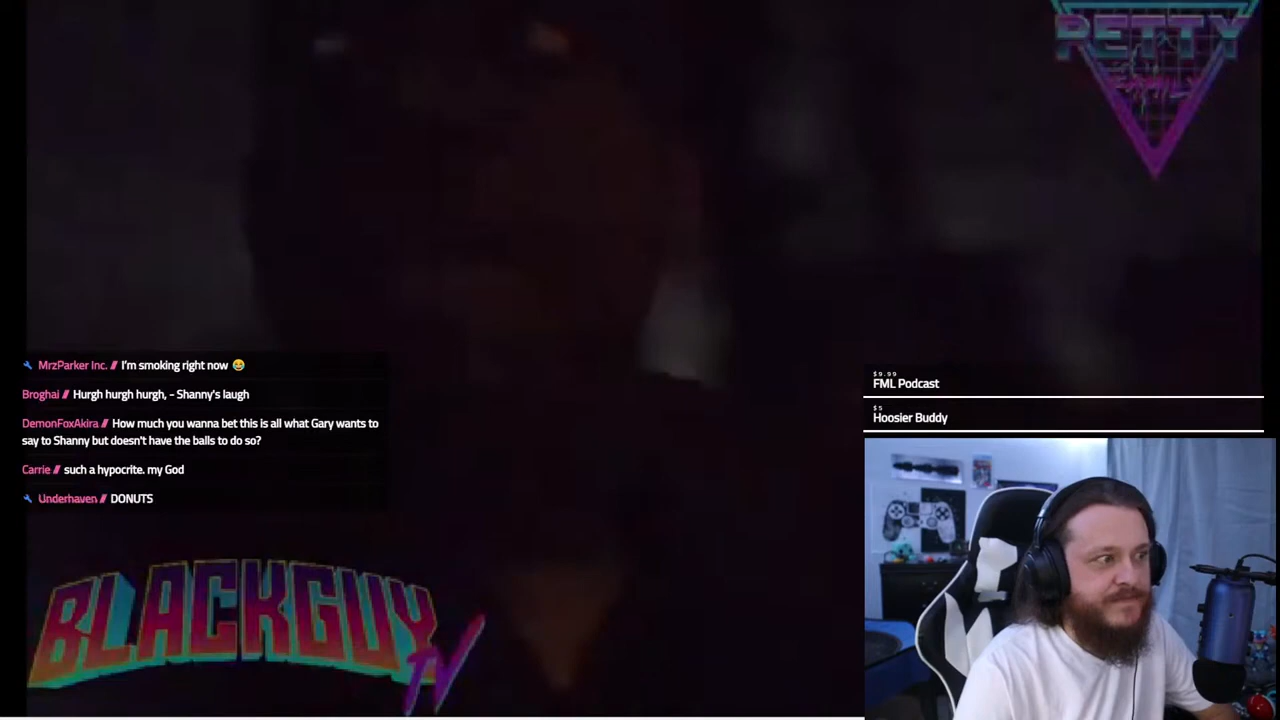 PETTY
FAMILY
MrzParker Inc. // I'm smoking right now 😂
Broghai // Hurgh hurgh hurgh, - Shanny's laugh
DemonFoxAkira // How much you wanna bet this is all what Gary wants to
say to Shanny but doesn't have the balls to do so?
Carrie // such a hypocrite. my God
Underhaven // DONUTS
$9.99
FML Podcast
$5
Hoosier Buddy
BLACKGUY
TV